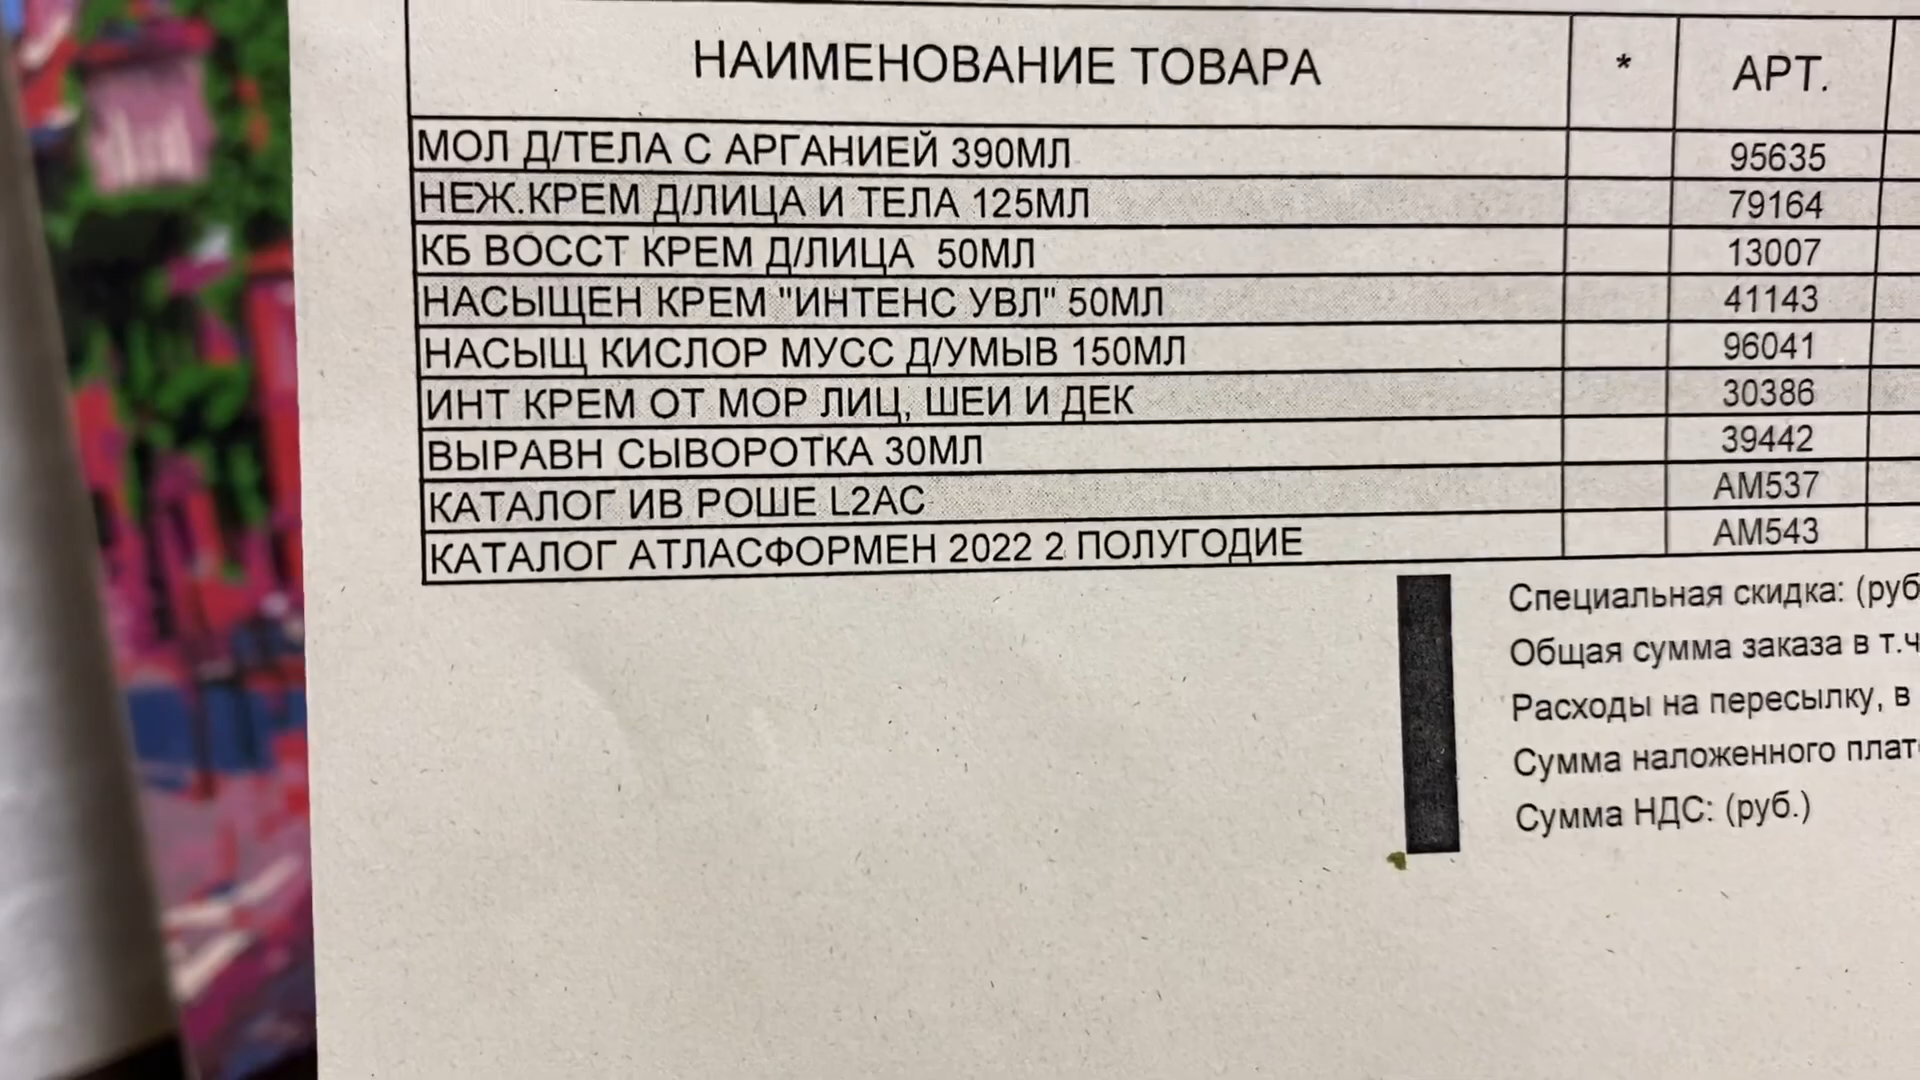 НАИМЕНОВАНИЕ ТОВАРА * АРТ.
МОЛ Д/ТЕЛА С АРГАНИЕЙ 390МЛ 95635
НЕЖ.КРЕМ Д/ЛИЦА И ТЕЛА 125МЛ 79164
КБ ВОССТ КРЕМ Д/ЛИЦА  50МЛ 13007
НАСЫЩЕН КРЕМ "ИНТЕНС УВЛ" 50МЛ 41143
НАСЫЩ КИСЛОР МУСС Д/УМЫВ 150МЛ 96041
ИНТ КРЕМ ОТ МОР ЛИЦ, ШЕИ И ДЕК 30386
ВЫРАВН СЫВОРОТКА 30МЛ 39442
КАТАЛОГ ИВ РОШЕ L2AC AM537
КАТАЛОГ АТЛАСФОРМЕН 2022 2 ПОЛУГОДИЕ AM543
Специальная скидка: (руб
Общая сумма заказа в т.ч
Расходы на пересылку, в
Сумма наложенного плат
Сумма НДС: (руб.)